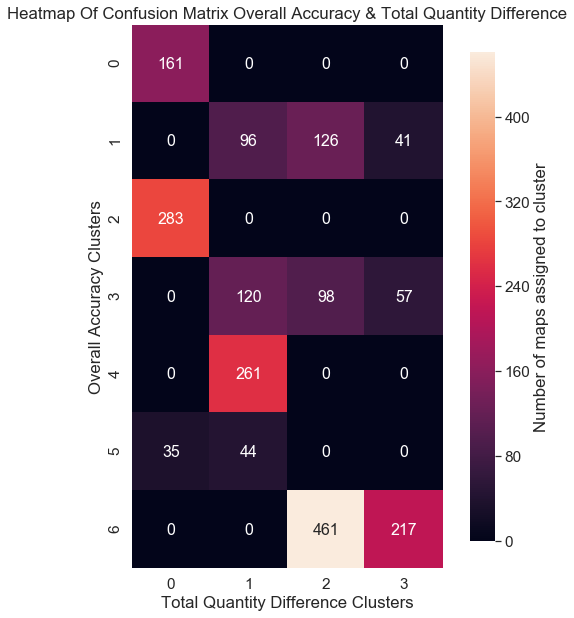 Heatmap Of Confusion Matrix Overall Accuracy & Total Quantity Difference
0 161 0 0 0
1 0 96 126 41
2 283 0 0 0
3 0 120 98 57
4 0 261 0 0
5 35 44 0 0
6 0 0 461 217
0 1 2 3
Total Quantity Difference Clusters
Overall Accuracy Clusters
400
320
240
160
80
0
Number of maps assigned to cluster